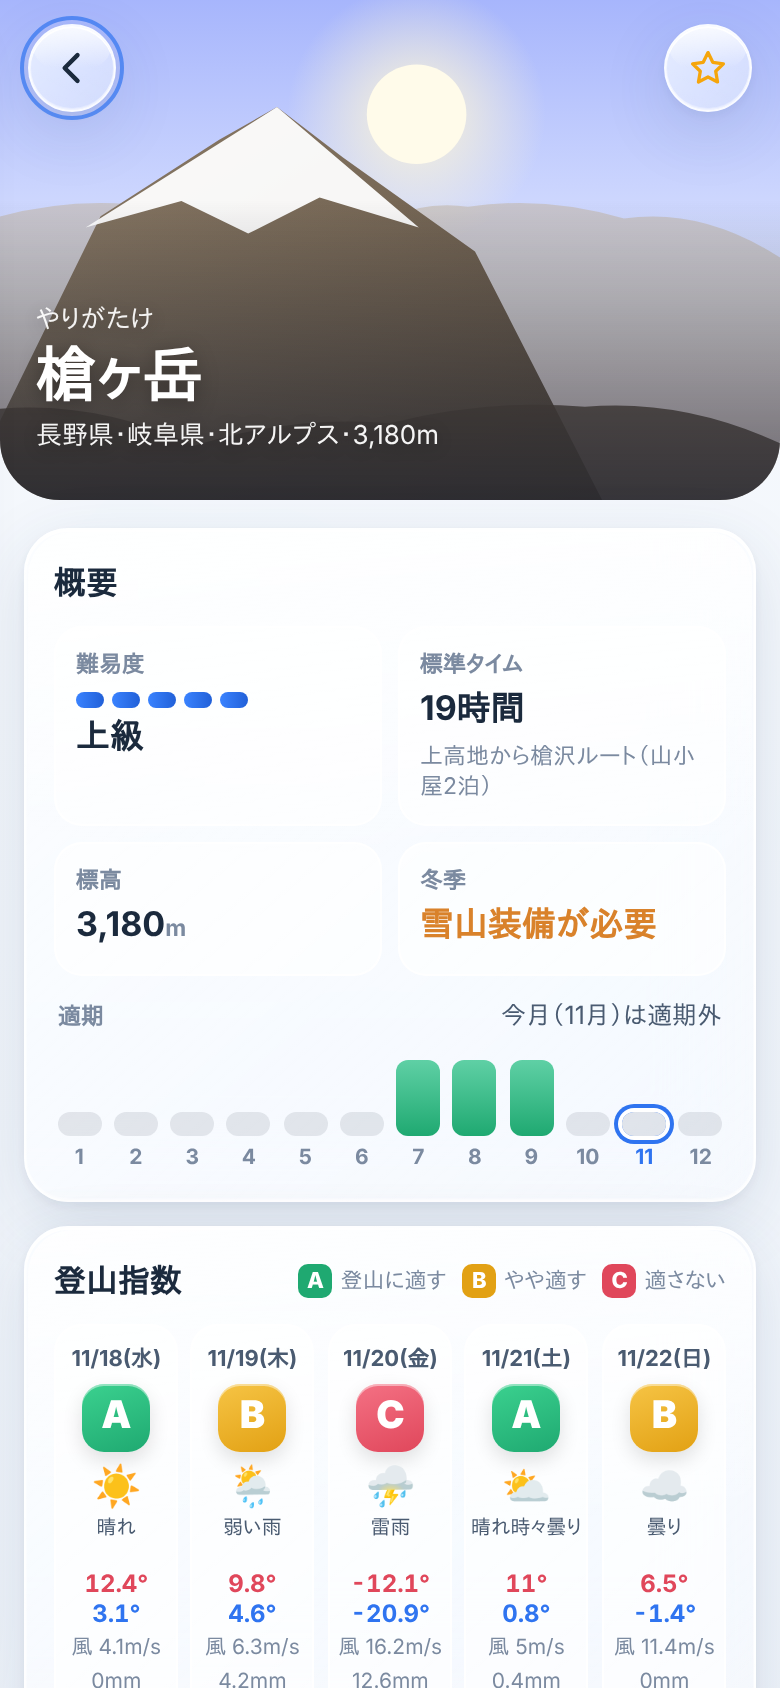 やりがたけ
槍ヶ岳
長野県・岐阜県・北アルプス・3,180m
概要
難易度
上級
標準タイム
19時間
上高地から槍沢ルート（山小
屋2泊）
標高
3,180m
冬季
雪山装備が必要
適期
今月（11月）は適期外
1 2 3 4 5 6 7 8 9 10 11 12
登山指数
A 登山に適す B やや適す C 適さない
11/18(水) 11/19(木) 11/20(金) 11/21(土) 11/22(日)
A B C A B
晴れ 弱い雨 雷雨 晴れ時々曇り 曇り
12.4° 9.8° -12.1° 11° 6.5°
3.1° 4.6° -20.9° 0.8° -1.4°
風 4.1m/s 風 6.3m/s 風 16.2m/s 風 5m/s 風 11.4m/s
0mm 4.2mm 12.6mm 0.4mm 0mm